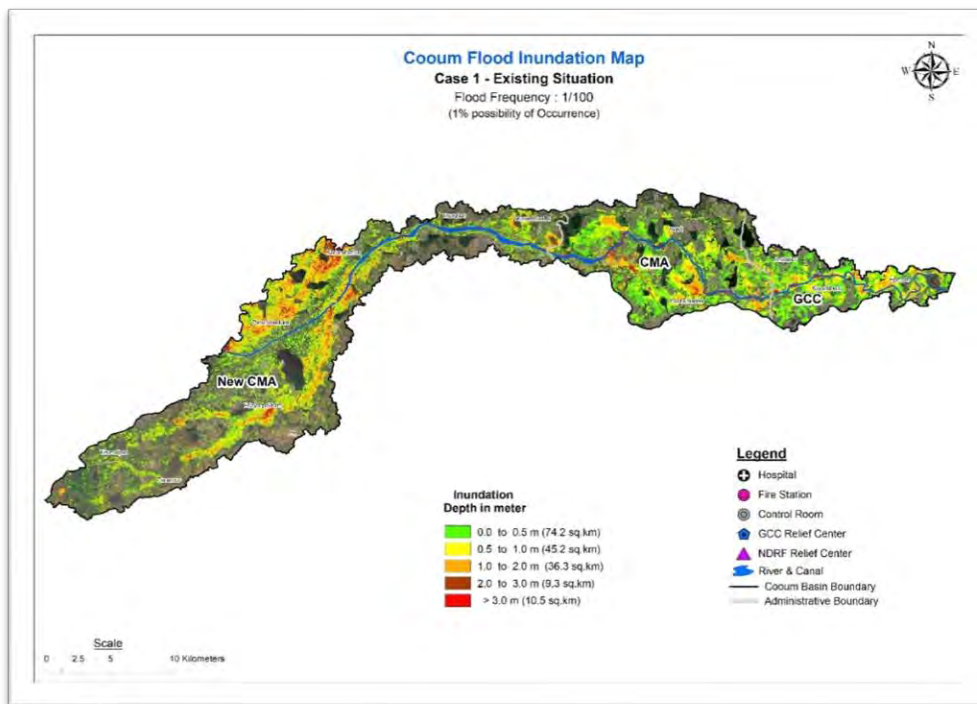 Cooum Flood Inundation Map
Case 1 - Existing Situation
Flood Frequency : 1/100
(1% possibility of Occurrence)
N
W E
S
CMA
GCC
New CMA
Legend
Hospital
Fire Station
Control Room
GCC Relief Center
NDRF Relief Center
River & Canal
Cooum Basin Boundary
Administrative Boundary
Inundation
Depth in meter
0.0 to 0.5 m (74.2 sq.km)
0.5 to 1.0 m (45.2 sq.km)
1.0 to 2.0 m (36.3 sq.km)
2.0 to 3.0 m (9.3 sq.km)
> 3.0 m (10.5 sq.km)
Scale
0 2.5 5 10 Kilometers